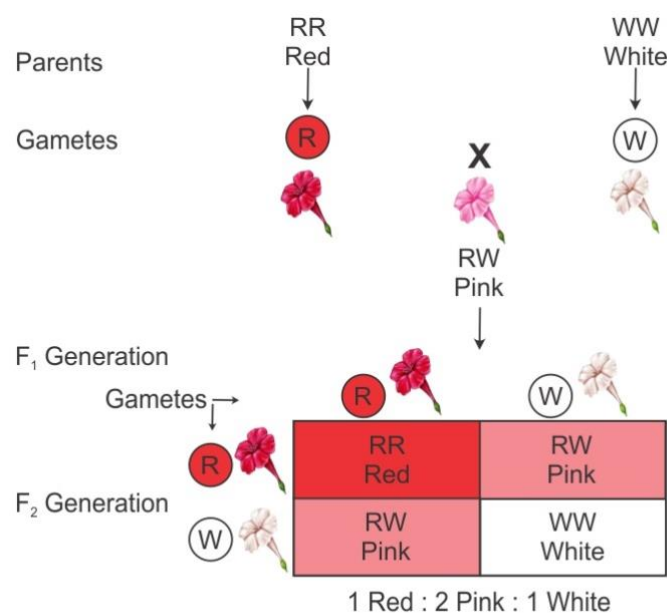 RR
WW
Parents
Red
White
Gametes
R
X
W
RW
Pink
F₁ Generation
Gametes
R
W
R
RR
Red
RW
Pink
F₂ Generation
W
RW
Pink
WW
White
1 Red : 2 Pink : 1 White